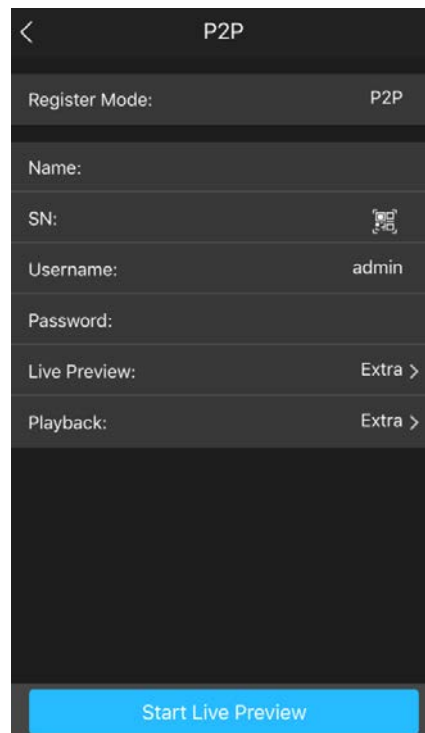 P2P
Register Mode: P2P
Name:
SN:
Username: admin
Password:
Live Preview: Extra >
Playback: Extra >
Start Live Preview